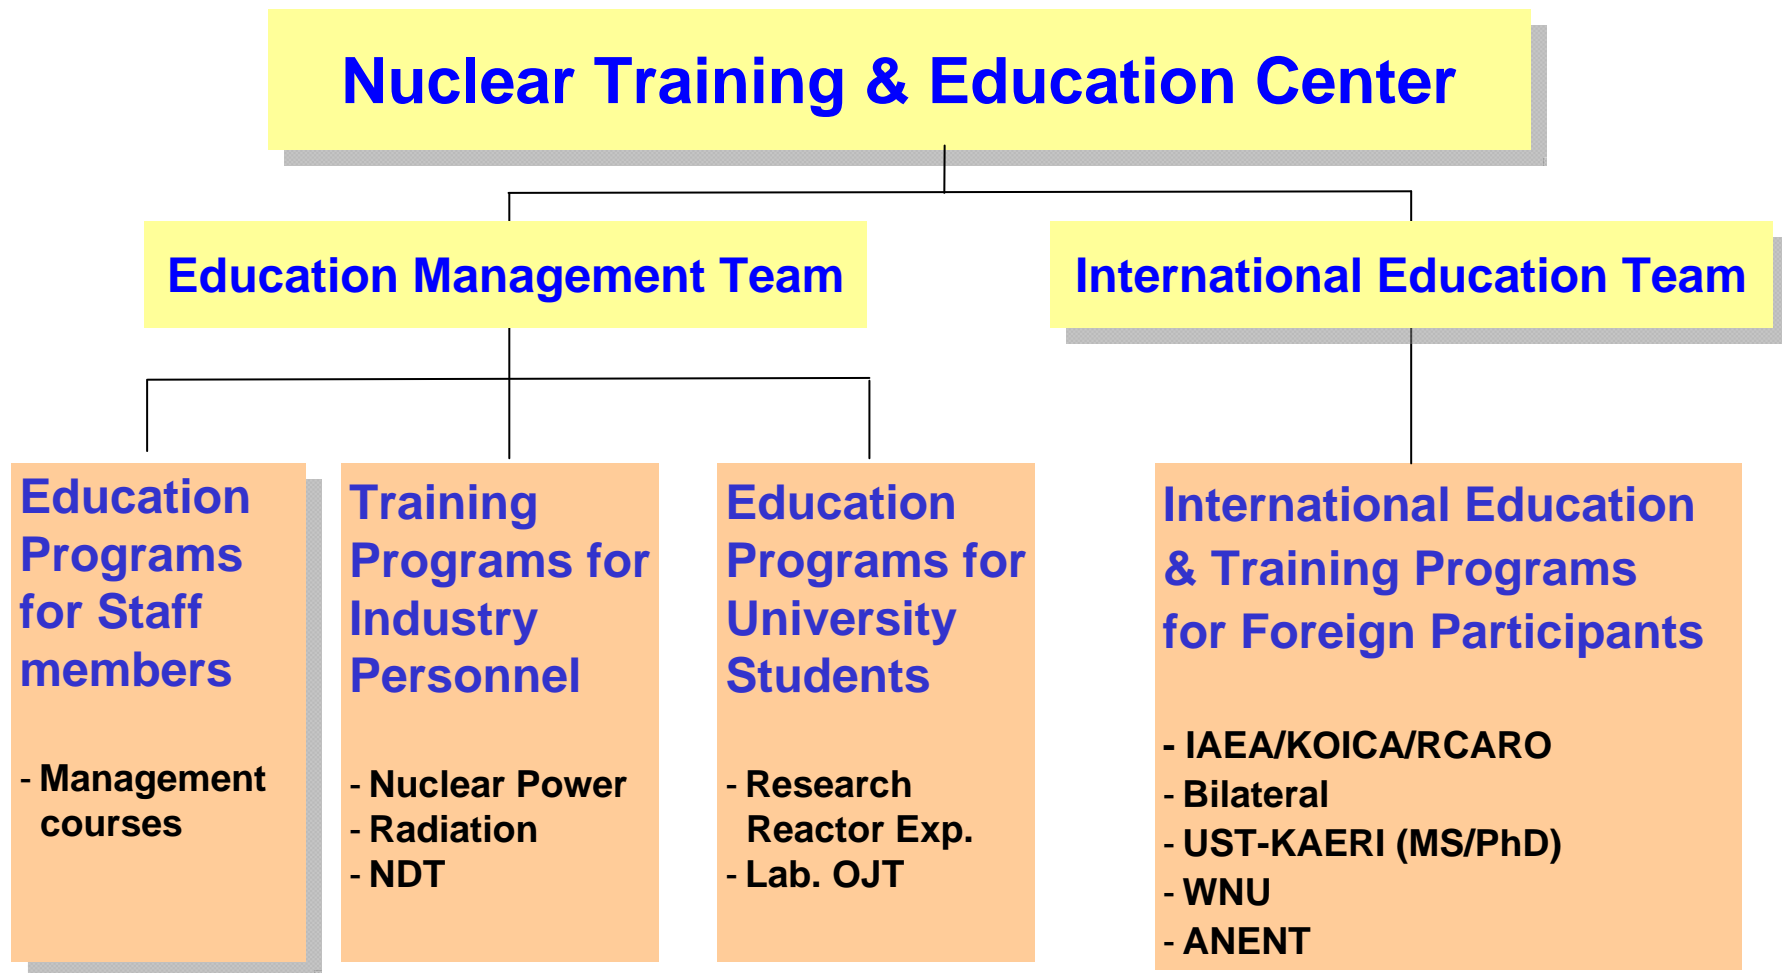 Nuclear Training & Education Center
Education Management Team
International Education Team
Education
Programs
for Staff
members
- Management
courses
Training
Programs for
Industry
Personnel
- Nuclear Power
- Radiation
- NDT
Education
Programs for
University
Students
- Research
Reactor Exp.
- Lab. OJT
International Education
& Training Programs
for Foreign Participants
- IAEA/KOICA/RCARO
- Bilateral
- UST-KAERI (MS/PhD)
- WNU
- ANENT